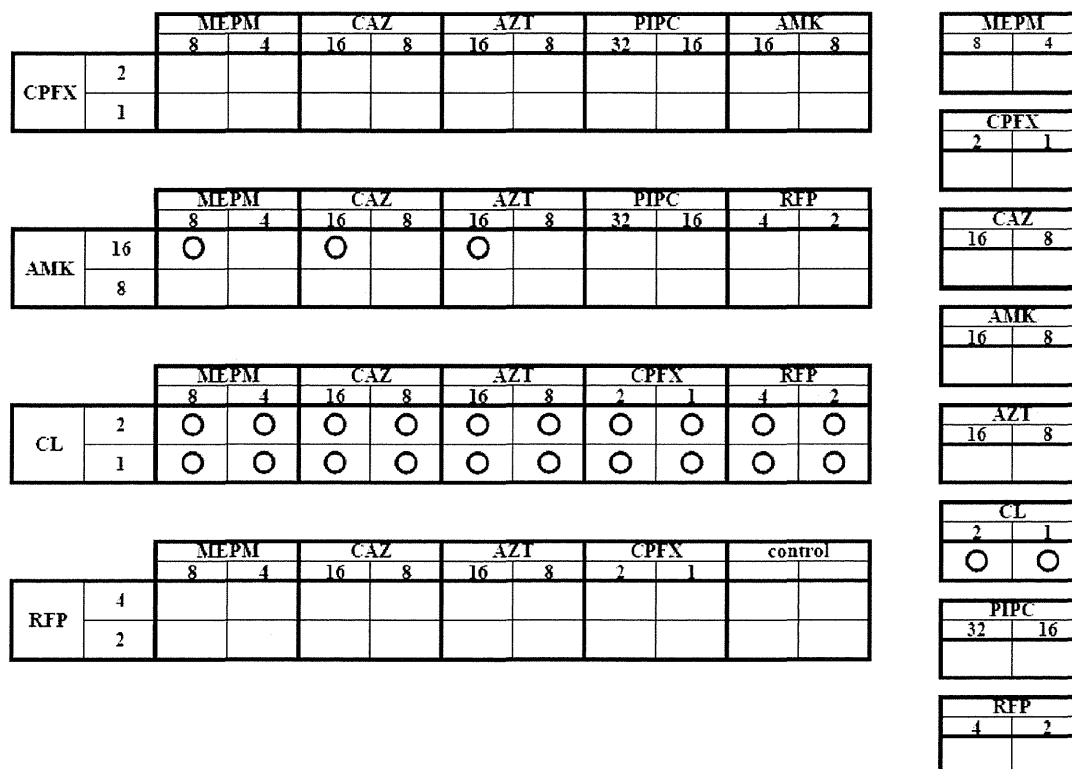 MEPM CAZ AZT PIPC AMK
8 4 16 8 16 8 32 16 16 8
CPFX 2
1
MEPM CAZ AZT PIPC RFP
8 4 16 8 16 8 32 16 4 2
AMK 16 ○ ○ ○
8
MEPM CAZ AZT CPFX RFP
8 4 16 8 16 8 2 1 4 2
CL 2 ○ ○ ○ ○ ○ ○ ○ ○ ○ ○
1 ○ ○ ○ ○ ○ ○ ○ ○ ○ ○
MEPM CAZ AZT CPFX control
8 4 16 8 16 8 2 1
RFP 4
2
MEPM
8 4
CPFX
2 1
CAZ
16 8
AMK
16 8
AZT
16 8
CL
2 1
○ ○
PIPC
32 16
RFP
4 2